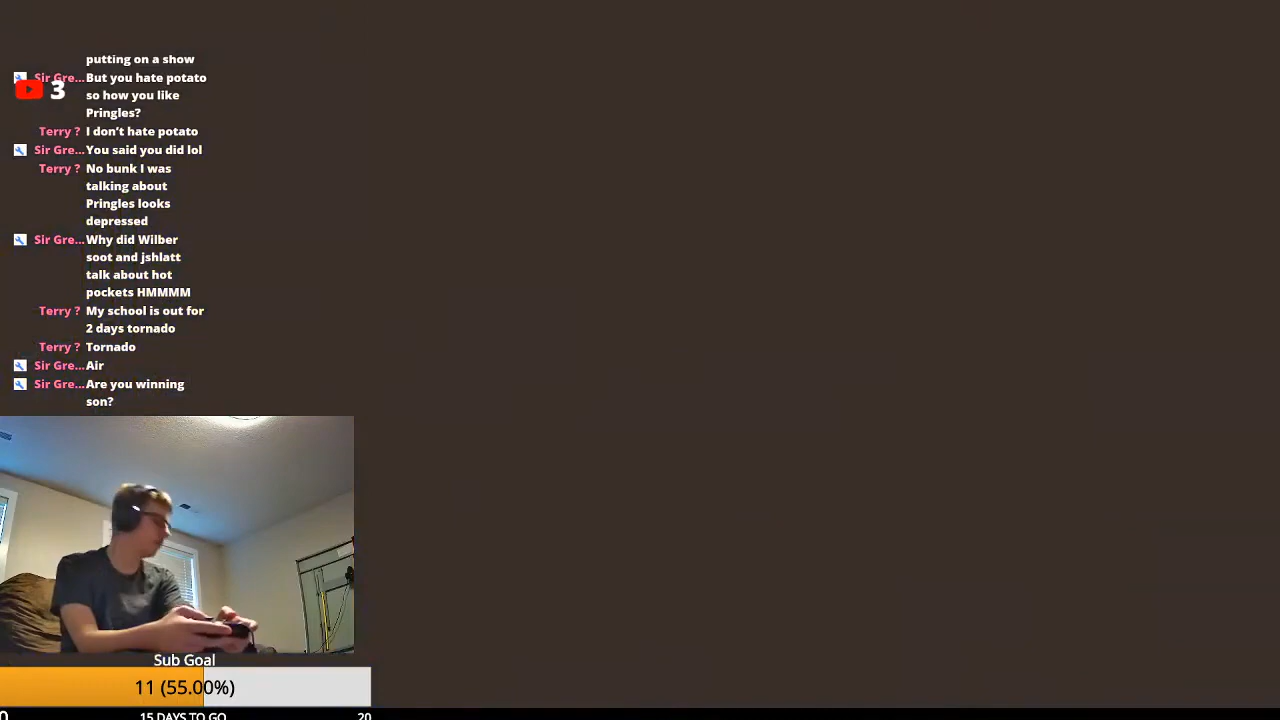 putting on a show
Sir Gre... But you hate potato
so how you like
Pringles?
3
Terry ? I don't hate potato
Sir Gre... You said you did lol
Terry ? No bunk I was
talking about
Pringles looks
depressed
Sir Gre... Why did Wilber
soot and jshlatt
talk about hot
pockets HMMMM
Terry ? My school is out for
2 days tornado
Terry ? Tornado
Sir Gre... Air
Sir Gre... Are you winning
son?
Sub Goal
11 (55.00%)
0 15 DAYS TO GO 20